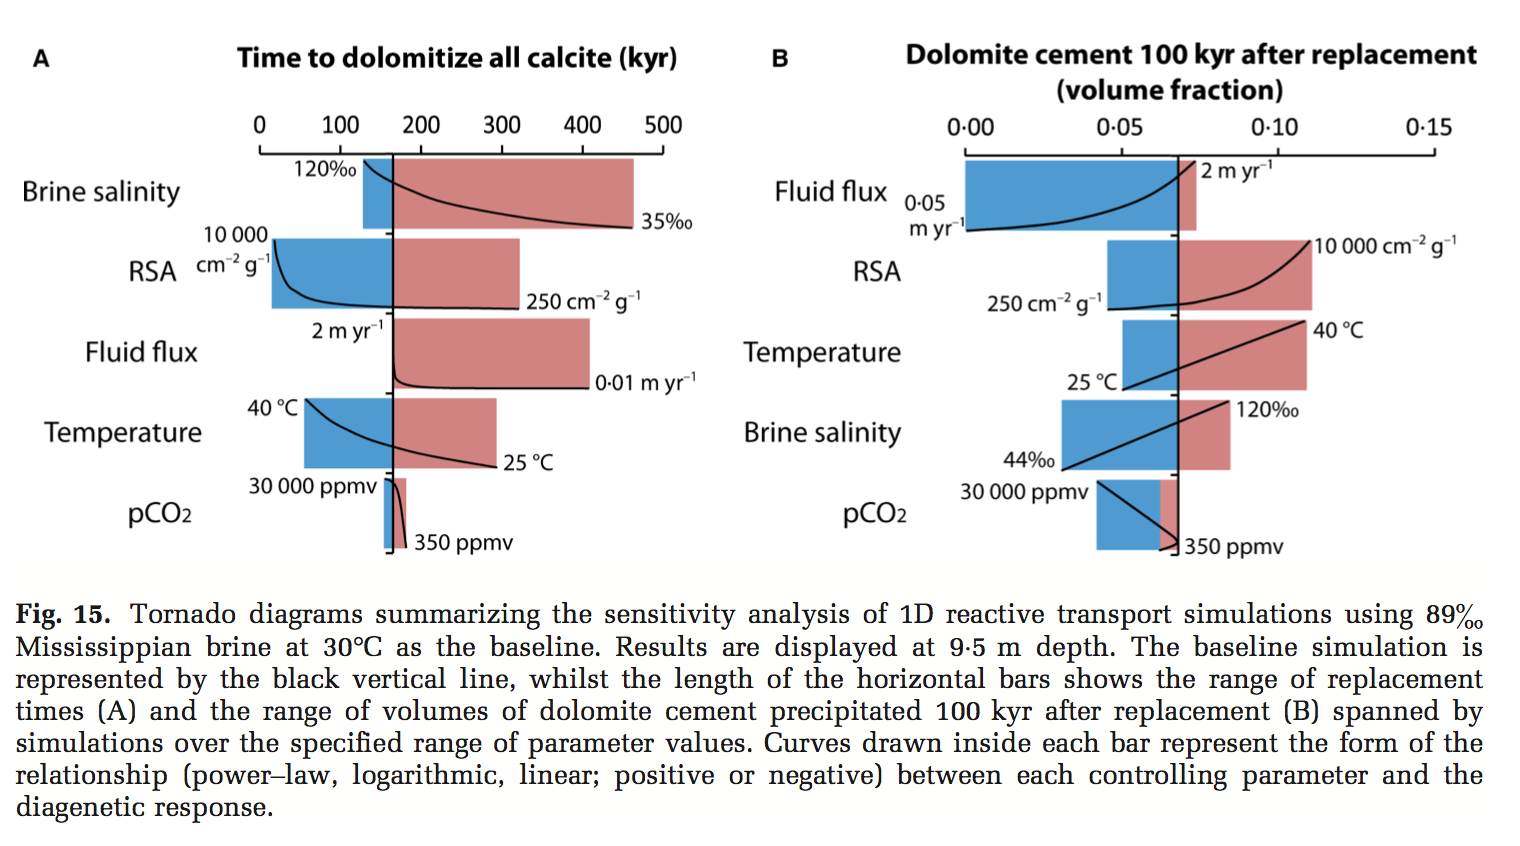 A
Time to dolomitize all calcite (kyr)
0 100 200 300 400 500
Brine salinity
120‰
35‰
RSA
10 000
cm⁻² g⁻¹
250 cm⁻² g⁻¹
Fluid flux
2 m yr⁻¹
0·01 m yr⁻¹
Temperature
40 °C
25 °C
pCO₂
30 000 ppmv
350 ppmv
B
Dolomite cement 100 kyr after replacement
(volume fraction)
0·00 0·05 0·10 0·15
Fluid flux
0·05
m yr⁻¹
2 m yr⁻¹
RSA
250 cm⁻² g⁻¹
10 000 cm⁻² g⁻¹
Temperature
25 °C
40 °C
Brine salinity
44‰
120‰
pCO₂
30 000 ppmv
350 ppmv
Fig. 15. Tornado diagrams summarizing the sensitivity analysis of 1D reactive transport simulations using 89‰
Mississippian brine at 30°C as the baseline. Results are displayed at 9·5 m depth. The baseline simulation is
represented by the black vertical line, whilst the length of the horizontal bars shows the range of replacement
times (A) and the range of volumes of dolomite cement precipitated 100 kyr after replacement (B) spanned by
simulations over the specified range of parameter values. Curves drawn inside each bar represent the form of the
relationship (power–law, logarithmic, linear; positive or negative) between each controlling parameter and the
diagenetic response.